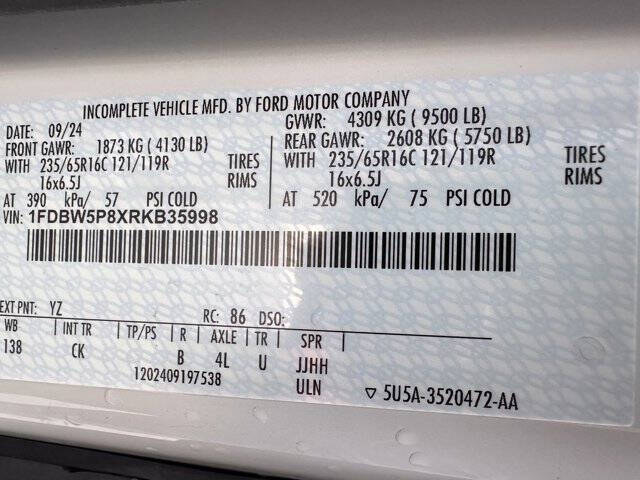 INCOMPLETE VEHICLE MFD. BY FORD MOTOR COMPANY
DATE: 09/24 GVWR: 4309 KG ( 9500 LB)
FRONT GAWR: 1873 KG ( 4130 LB) REAR GAWR: 2608 KG ( 5750 LB)
WITH 235/65R16C 121/119R TIRES WITH 235/65R16C 121/119R TIRES
16x6.5J RIMS 16x6.5J RIMS
AT 390 kPa/ 57 PSI COLD AT 520 kPa/ 75 PSI COLD
VIN: 1FDBW5P8XRKB35998
EXT PNT: YZ RC: 86 DSO:
WB INT TR TP/PS R AXLE TR SPR
138 CK B 4L U JJHH
1202409197538 ULN ▽ 5U5A-3520472-AA